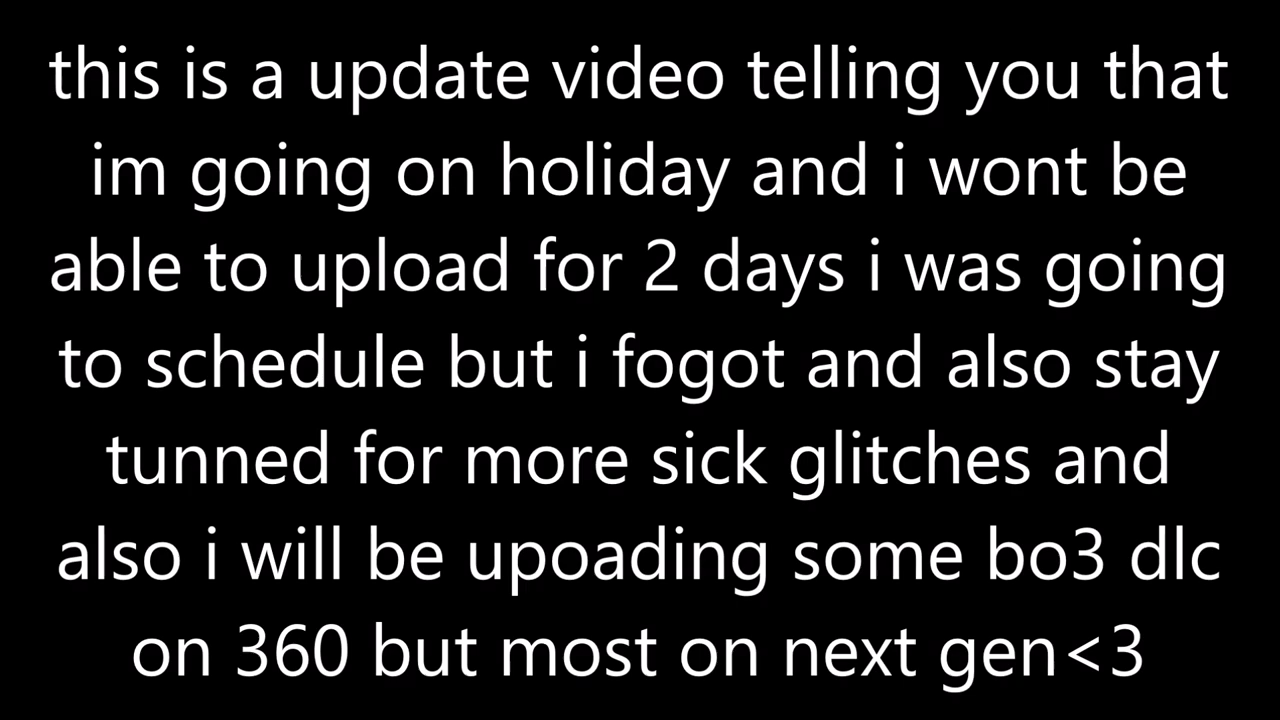 this is a update video telling you that
im going on holiday and i wont be
able to upload for 2 days i was going
to schedule but i fogot and also stay
tunned for more sick glitches and
also i will be upoading some bo3 dlc
on 360 but most on next gen<3